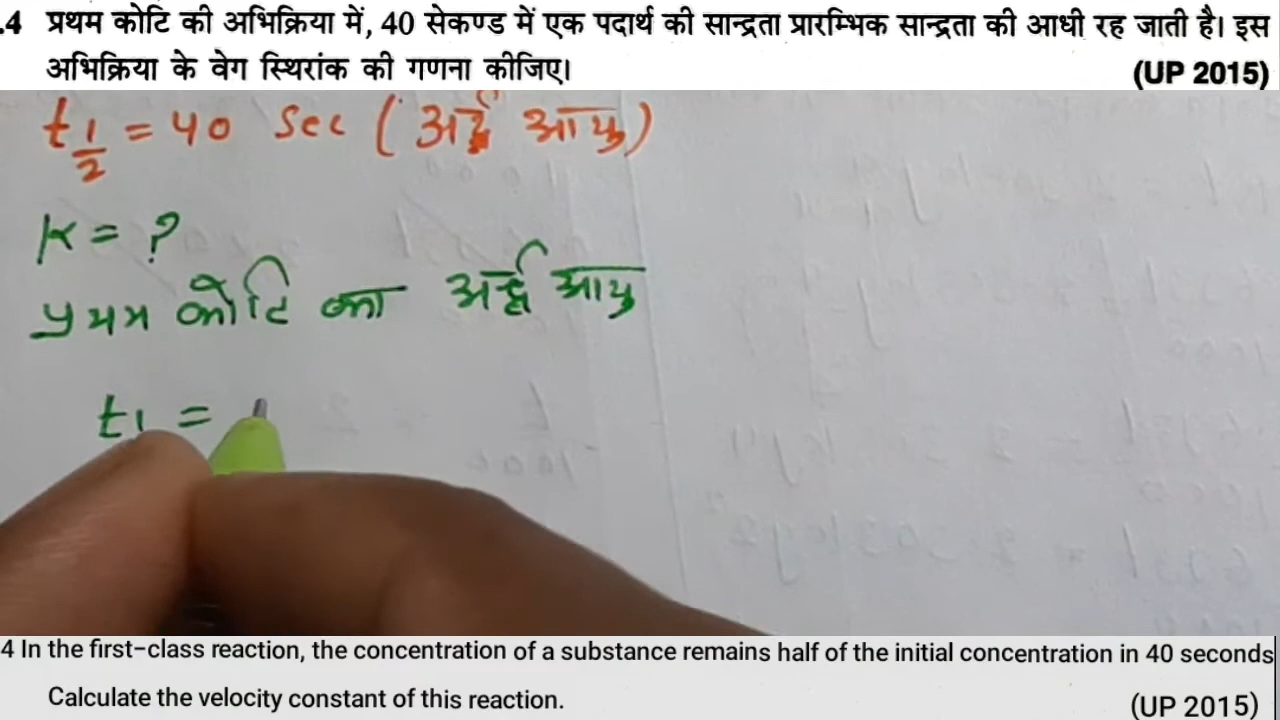 .4 प्रथम कोटि की अभिक्रिया में, 40 सेकण्ड में एक पदार्थ की सान्द्रता प्रारम्भिक सान्द्रता की आधी रह जाती है। इस
अभिक्रिया के वेग स्थिरांक की गणना कीजिए।
(UP 2015)
t1/2 = 40 Sec (अर्द्ध आयु)
K = ?
प्रथम कोटि का अर्द्ध आयु
t1 =
4 In the first-class reaction, the concentration of a substance remains half of the initial concentration in 40 seconds
Calculate the velocity constant of this reaction.
(UP 2015)